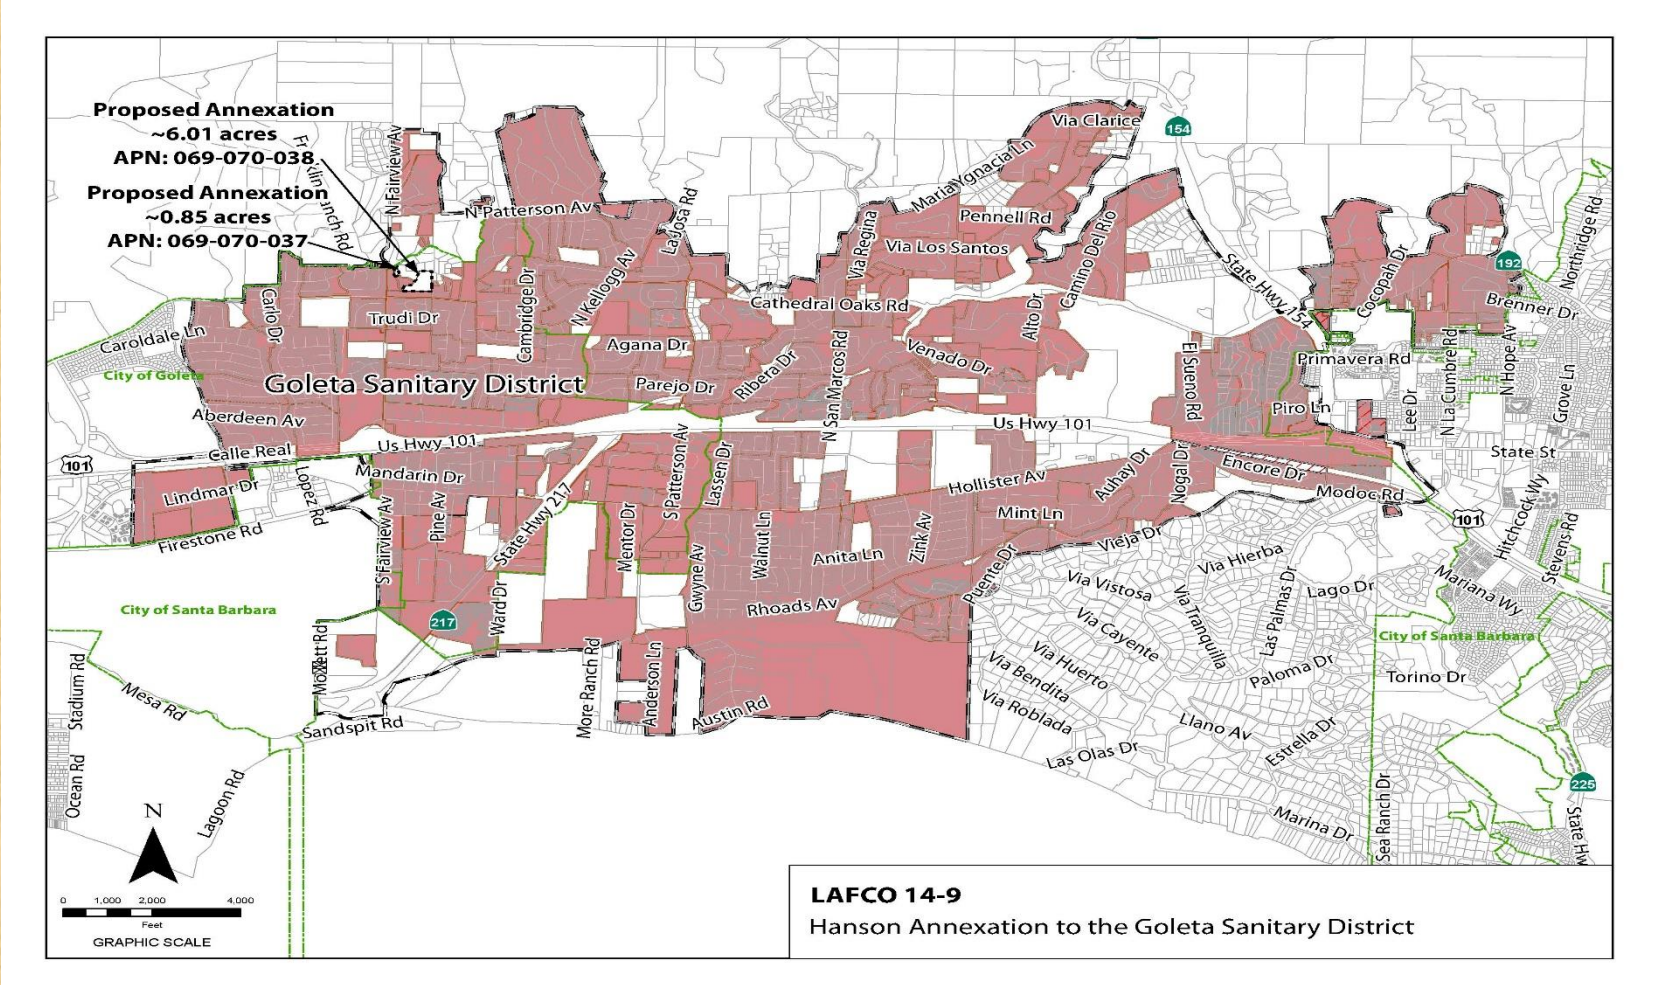 Proposed Annexation
~6.01 acres
APN: 069-070-038
Proposed Annexation
~0.85 acres
APN: 069-070-037
N Fairview Av
N Patterson Av
Lagosa Rd
Via Clarice
154
Maria Ygnacia Ln
Pennell Rd
Via Regina
Via Los Santos
Camino Del Rio
State Hwy 154
Cocopah Dr
192
Northridge Rd
Brenner Dr
Carlo Dr
Trudi Dr
Cambridge Dr
N Kellogg Av
Cathedral Oaks Rd
Alto Dr
Caroldale Ln
City of Goleta
Agana Dr
Venado Dr
El Sueno Rd
Primavera Rd
N La Cumbre Rd
N Hope Av
Goleta Sanitary District
Parejo Dr
Ribera Dr
N San Marcos Rd
Piro Ln
Lee Dr
Grove Ln
Aberdeen Av
Us Hwy 101
Us Hwy 101
Calle Real
101
State St
Mandarin Dr
Lindmar Dr
Lopez Rd
S Patterson Av
Lassen Dr
Hollister Av
Auhay Dr
Nogal Dr
Encore Dr
Modoc Rd
Hitchcock Wy
Firestone Rd
S Fairview Av
Pine Av
State Hwy 217
Mentor Dr
Walnut Ln
Anita Ln
Zink Av
Mint Ln
Vieja Dr
101
Stevens Rd
Via Hierba
Puente Dr
Via Vistosa
Lago Dr
Mariana Wy
Gwyne Av
Ward Dr
Rhoads Av
City of Santa Barbara
217
Via Cayente
Via Tranquilla
Las Palmas Dr
City of Santa Barbara
Via Huerto
Via Bendita
Via Roblada
Paloma Dr
Torino Dr
Stadium Rd
Mesa Rd
Sandspit Rd
More Ranch Rd
Anderson Ln
Austin Rd
Llano Av
Estrella Dr
Las Olas Dr
Ocean Rd
Lagoon Rd
225
Marina Dr
Sea Ranch Dr
State Hw
N
0 1,000 2,000 4,000
Feet
GRAPHIC SCALE
LAFCO 14-9
Hanson Annexation to the Goleta Sanitary District